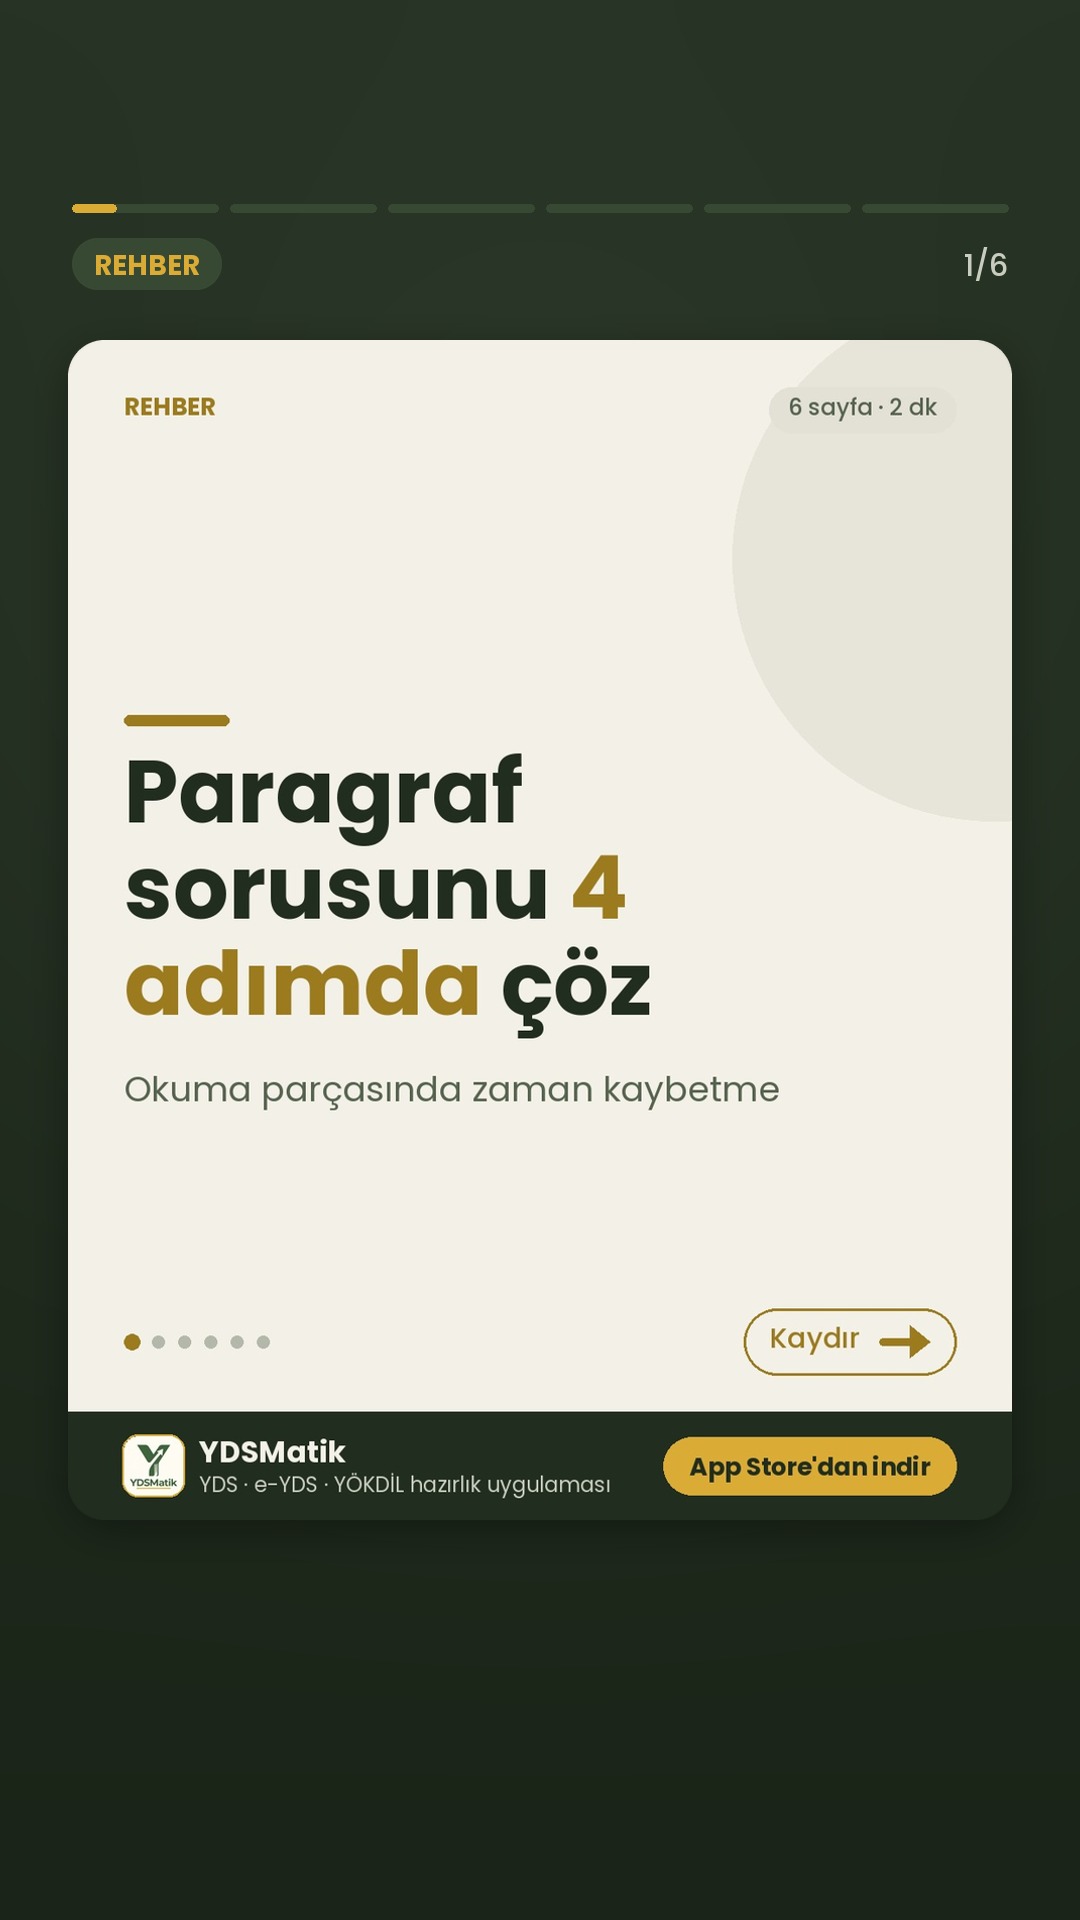 REHBER
1/6
REHBER
6 sayfa · 2 dk
Paragraf
sorusunu 4
adımda çöz
Okuma parçasında zaman kaybetme
Kaydır
YDSMatik
YDSMatik
YDS · e-YDS · YÖKDİL hazırlık uygulaması
App Store'dan indir